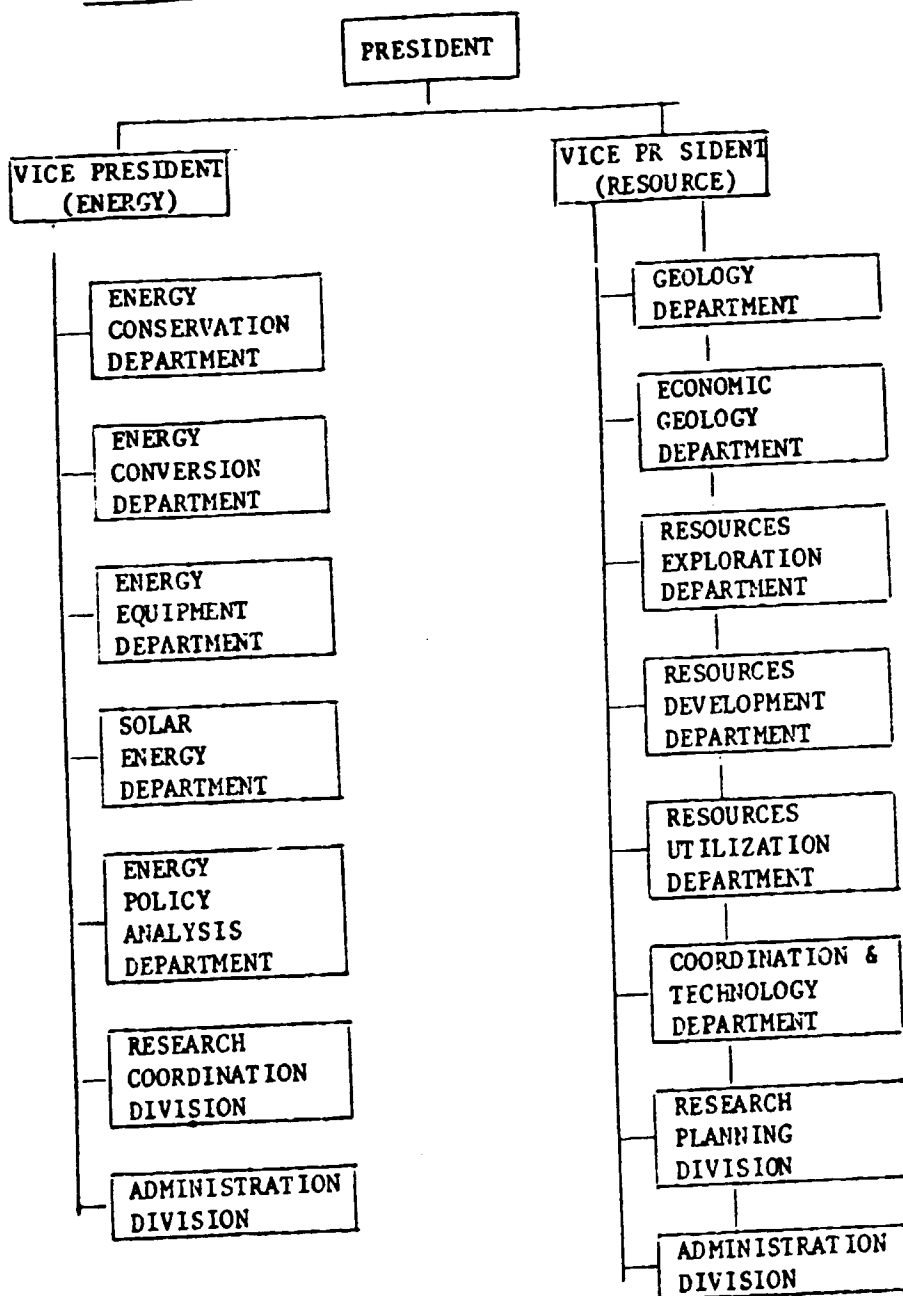 PRESIDENT
VICE PRESIDENT
(ENERGY)
ENERGY
CONSERVATION
DEPARTMENT
ENERGY
CONVERSION
DEPARTMENT
ENERGY
EQUIPMENT
DEPARTMENT
SOLAR
ENERGY
DEPARTMENT
ENERGY
POLICY
ANALYSIS
DEPARTMENT
RESEARCH
COORDINATION
DIVISION
ADMINISTRATION
DIVISION
VICE PR SIDENT
(RESOURCE)
GEOLOGY
DEPARTMENT
ECONOMIC
GEOLOGY
DEPARTMENT
RESOURCES
EXPLORATION
DEPARTMENT
RESOURCES
DEVELOPMENT
DEPARTMENT
RESOURCES
UTILIZATION
DEPARTMENT
COORDINATION &
TECHNOLOGY
DEPARTMENT
RESEARCH
PLANNING
DIVISION
ADMINISTRATION
DIVISION